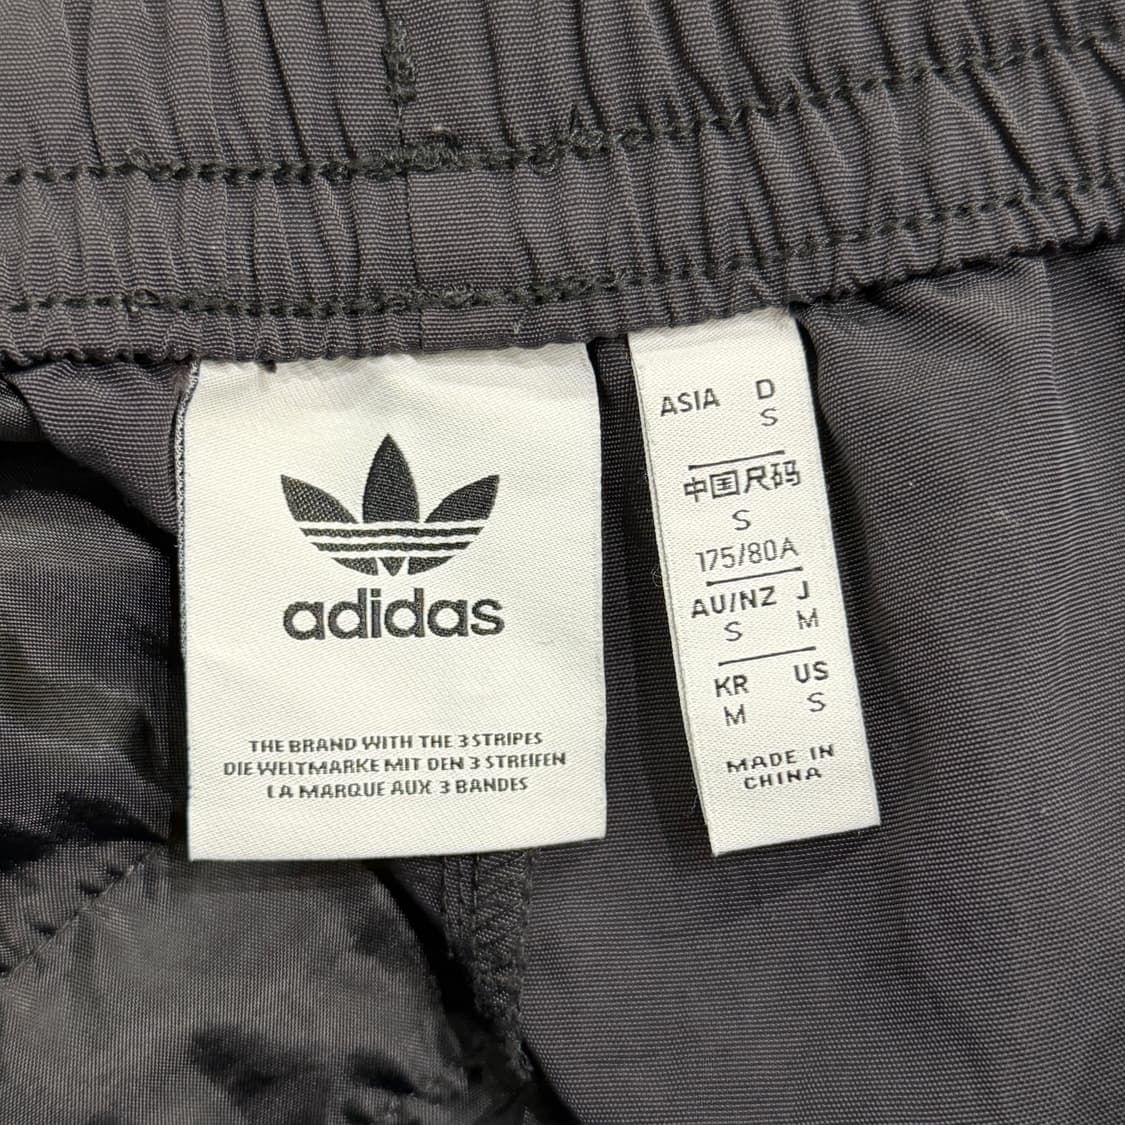 adidas
THE BRAND WITH THE 3 STRIPES
DIE WELTMARKE MIT DEN 3 STREIFEN
LA MARQUE AUX 3 BANDES
ASIA D
S
中国尺码
S
175/80A
AU/NZ J
S M
KR US
M S
MADE IN
CHINA